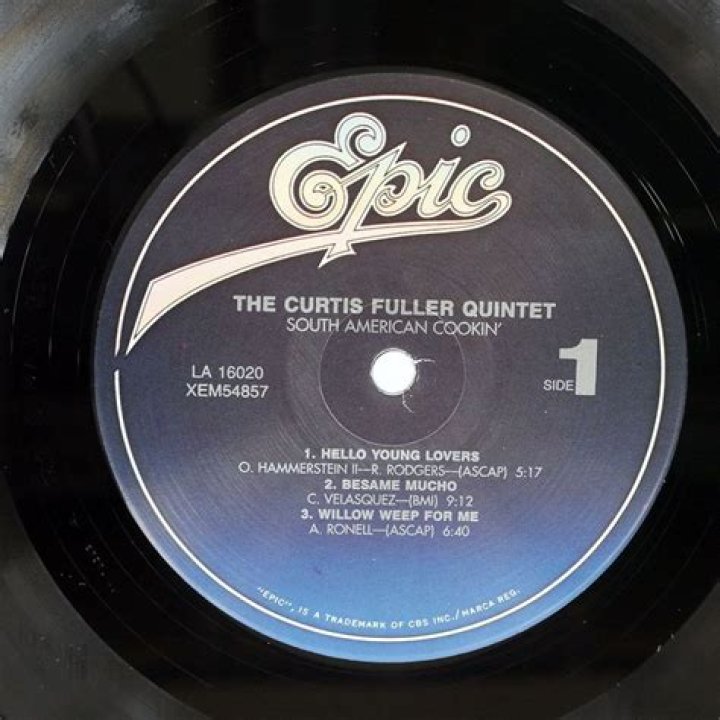 Epic
THE CURTIS FULLER QUINTET
SOUTH AMERICAN COOKIN'
LA 16020
XEM54857
SIDE 1
1. HELLO YOUNG LOVERS
O. HAMMERSTEIN II—R. RODGERS—(ASCAP) 5:17
2. BESAME MUCHO
C. VELASQUEZ—(BMI) 9:12
3. WILLOW WEEP FOR ME
A. RONELL—(ASCAP) 6:40
"EPIC", IS A TRADEMARK OF CBS INC./MARCA REG.